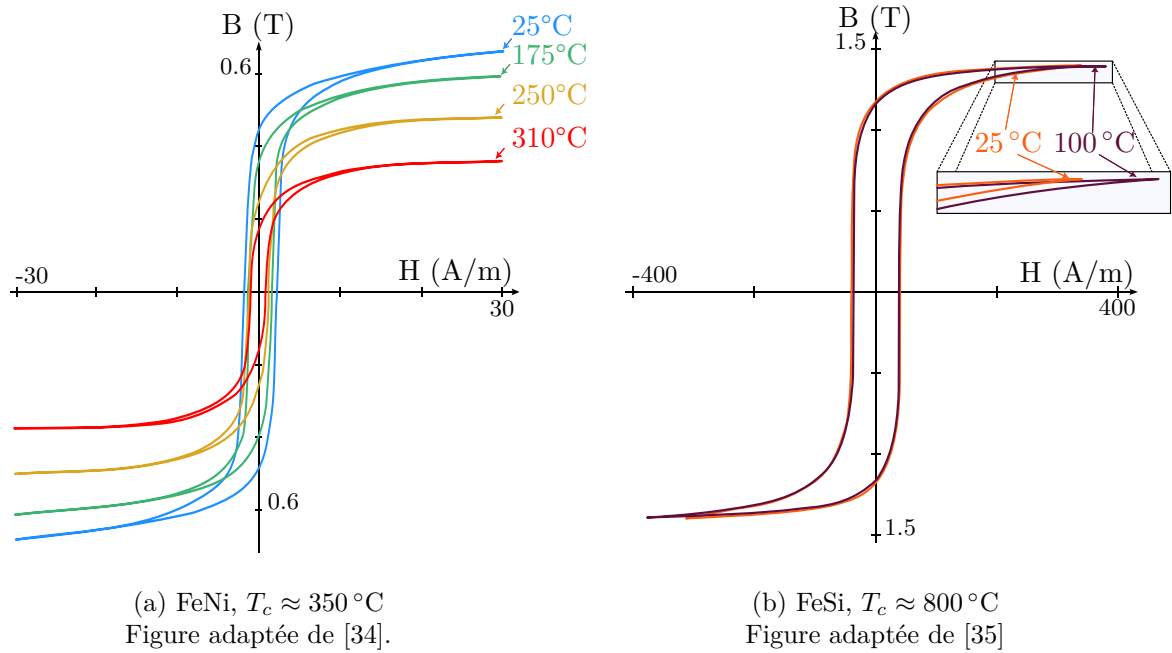 B (T)
0.6
25°C
175°C
250°C
310°C
-30
H (A/m)
30
0.6
(a) FeNi, T_c ≈ 350 °C
Figure adaptée de [34].
B (T)
1.5
25 °C
100 °C
-400
H (A/m)
400
1.5
(b) FeSi, T_c ≈ 800 °C
Figure adaptée de [35]